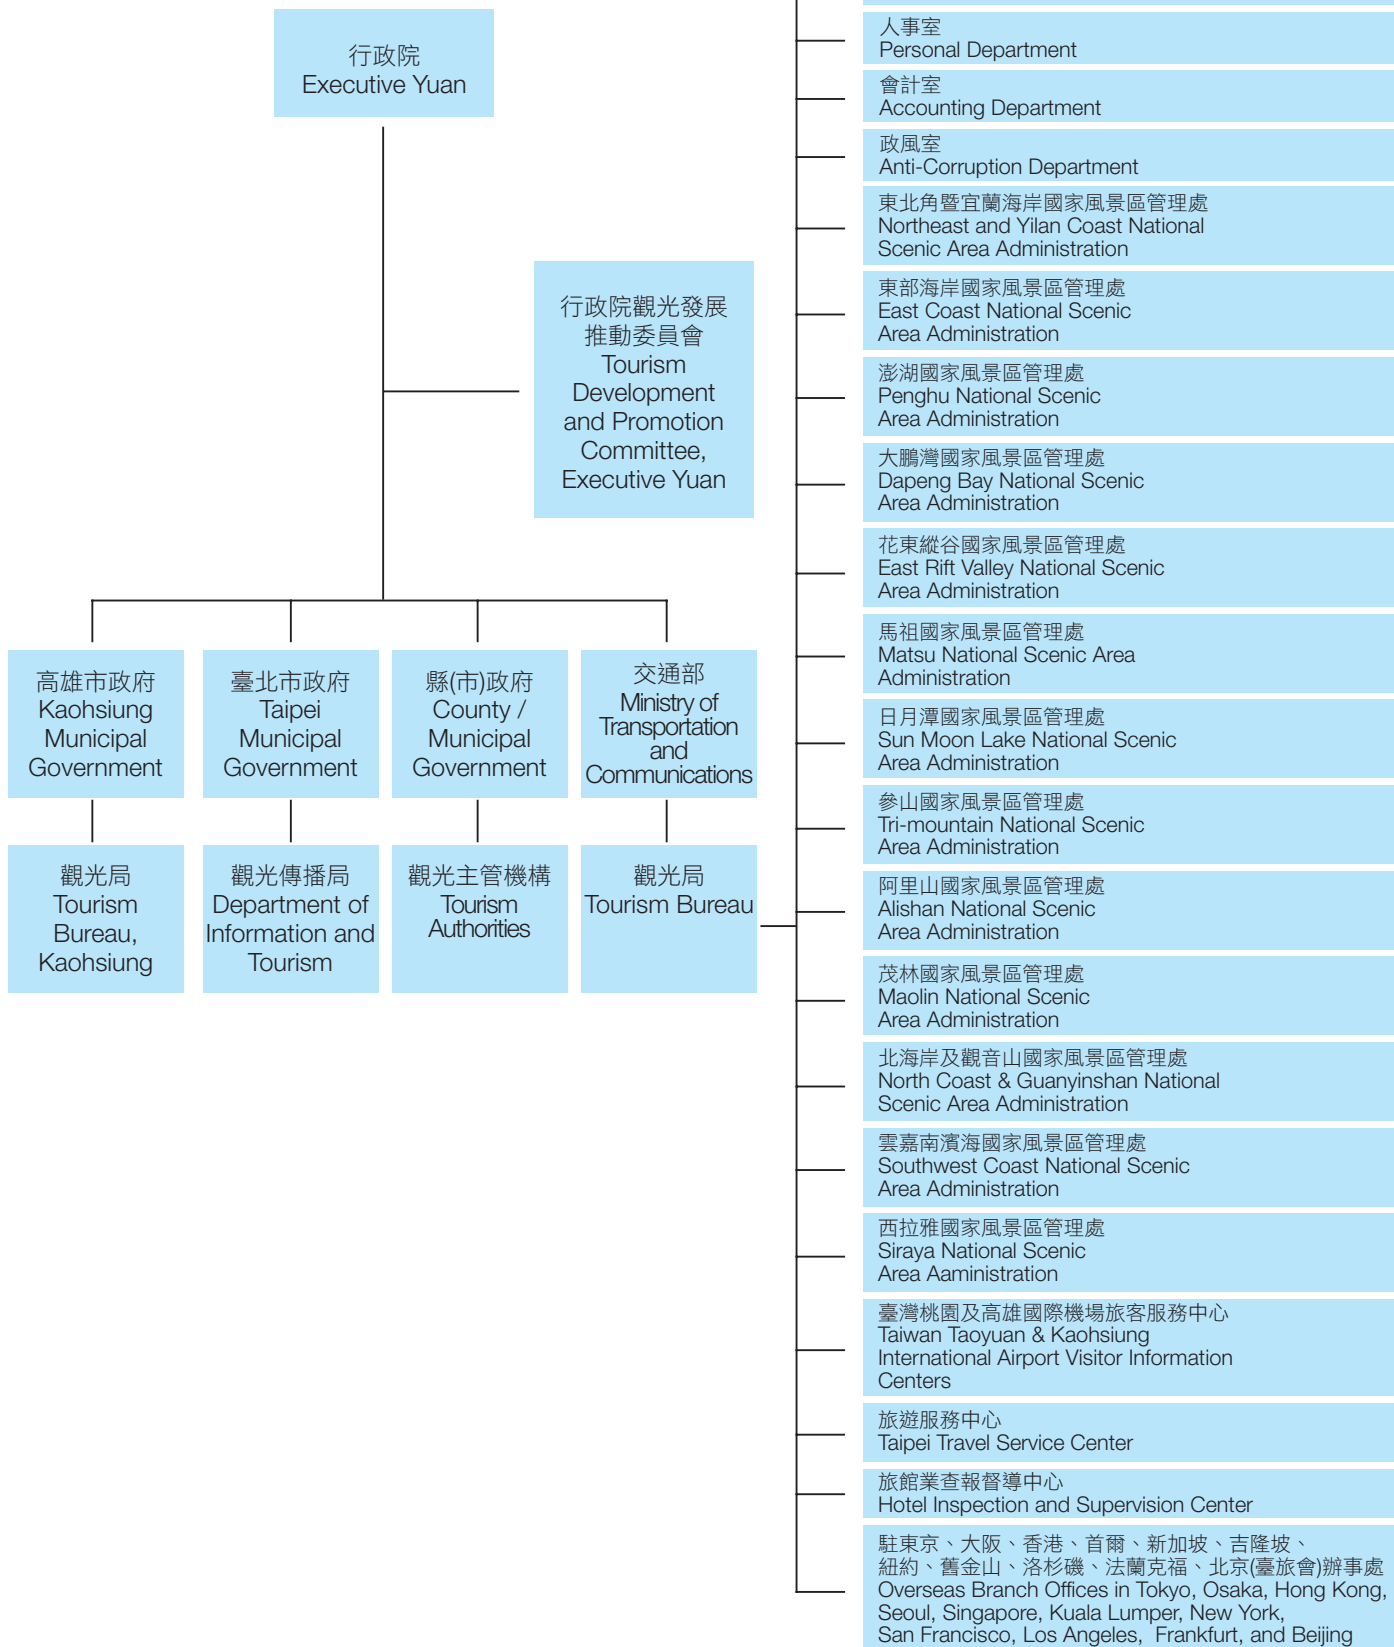 行政院
Executive Yuan
行政院觀光發展
推動委員會
Tourism
Development
and Promotion
Committee,
Executive Yuan
高雄市政府
Kaohsiung
Municipal
Government
臺北市政府
Taipei
Municipal
Government
縣(市)政府
County /
Municipal
Government
交通部
Ministry of
Transportation
and
Communications
觀光局
Tourism
Bureau,
Kaohsiung
觀光傳播局
Department of
Information and
Tourism
觀光主管機構
Tourism
Authorities
觀光局
Tourism Bureau
人事室
Personal Department
會計室
Accounting Department
政風室
Anti-Corruption Department
東北角暨宜蘭海岸國家風景區管理處
Northeast and Yilan Coast National
Scenic Area Administration
東部海岸國家風景區管理處
East Coast National Scenic
Area Administration
澎湖國家風景區管理處
Penghu National Scenic
Area Administration
大鵬灣國家風景區管理處
Dapeng Bay National Scenic
Area Administration
花東縱谷國家風景區管理處
East Rift Valley National Scenic
Area Administration
馬祖國家風景區管理處
Matsu National Scenic Area
Administration
日月潭國家風景區管理處
Sun Moon Lake National Scenic
Area Administration
參山國家風景區管理處
Tri-mountain National Scenic
Area Administration
阿里山國家風景區管理處
Alishan National Scenic
Area Administration
茂林國家風景區管理處
Maolin National Scenic
Area Administration
北海岸及觀音山國家風景區管理處
North Coast & Guanyinshan National
Scenic Area Administration
雲嘉南濱海國家風景區管理處
Southwest Coast National Scenic
Area Administration
西拉雅國家風景區管理處
Siraya National Scenic
Area Aaministration
臺灣桃園及高雄國際機場旅客服務中心
Taiwan Taoyuan & Kaohsiung
International Airport Visitor Information
Centers
旅遊服務中心
Taipei Travel Service Center
旅館業查報督導中心
Hotel Inspection and Supervision Center
駐東京、大阪、香港、首爾、新加坡、吉隆坡、
紐約、舊金山、洛杉磯、法蘭克福、北京(臺旅會)辦事處
Overseas Branch Offices in Tokyo, Osaka, Hong Kong,
Seoul, Singapore, Kuala Lumper, New York,
San Francisco, Los Angeles, Frankfurt, and Beijing